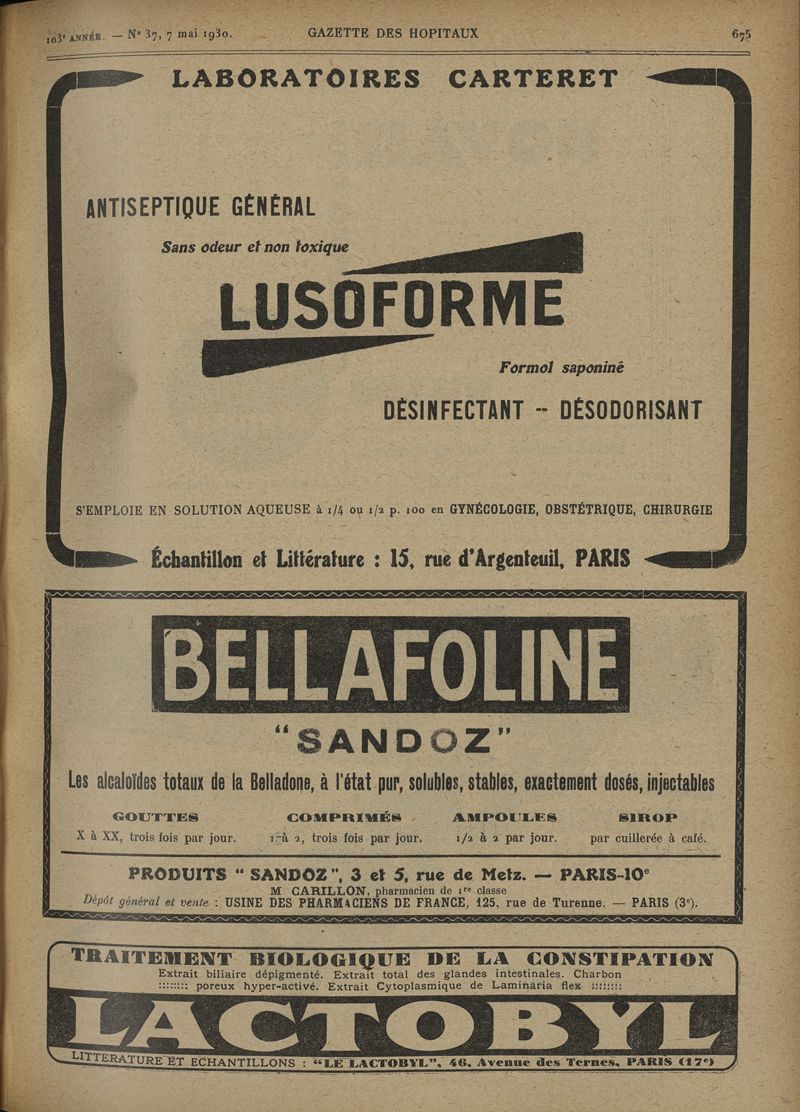 103e ANNÉE. — No 37, 7 mai 1930. GAZETTE DES HOPITAUX 675
LABORATOIRES CARTERET
ANTISEPTIQUE GÉNÉRAL
Sans odeur et non toxique
LUSOFORME
Formol saponiné
DÉSINFECTANT -- DÉSODORISANT
S'EMPLOIE EN SOLUTION AQUEUSE à 1/4 ou 1/2 p. 100 en GYNÉCOLOGIE, OBSTÉTRIQUE, CHIRURGIE
Échantillon et Littérature : 15, rue d'Argenteuil, PARIS
BELLAFOLINE
"SANDOZ"
Les alcaloïdes totaux de la Belladone, à l'état pur, solubles, stables, exactement dosés, injectables
GOUTTES COMPRIMÉS AMPOULES SIROP
X à XX, trois fois par jour. 1 à 2, trois fois par jour. 1/2 à 2 par jour. par cuillerée à café.
PRODUITS "SANDOZ", 3 et 5, rue de Metz. — PARIS-10e
M CARILLON, pharmacien de 1re classe
Dépôt général et vente : USINE DES PHARMACIENS DE FRANCE, 125, rue de Turenne. — PARIS (3e).
TRAITEMENT BIOLOGIQUE DE LA CONSTIPATION
Extrait biliaire dépigmenté. Extrait total des glandes intestinales. Charbon
:::::::: poreux hyper-activé. Extrait Cytoplasmique de Laminaria flex ::::::::
LACTOBYL
LITTERATURE ET ECHANTILLONS : "LE LACTOBYL", 46, Avenue des Ternes, PARIS (17e)